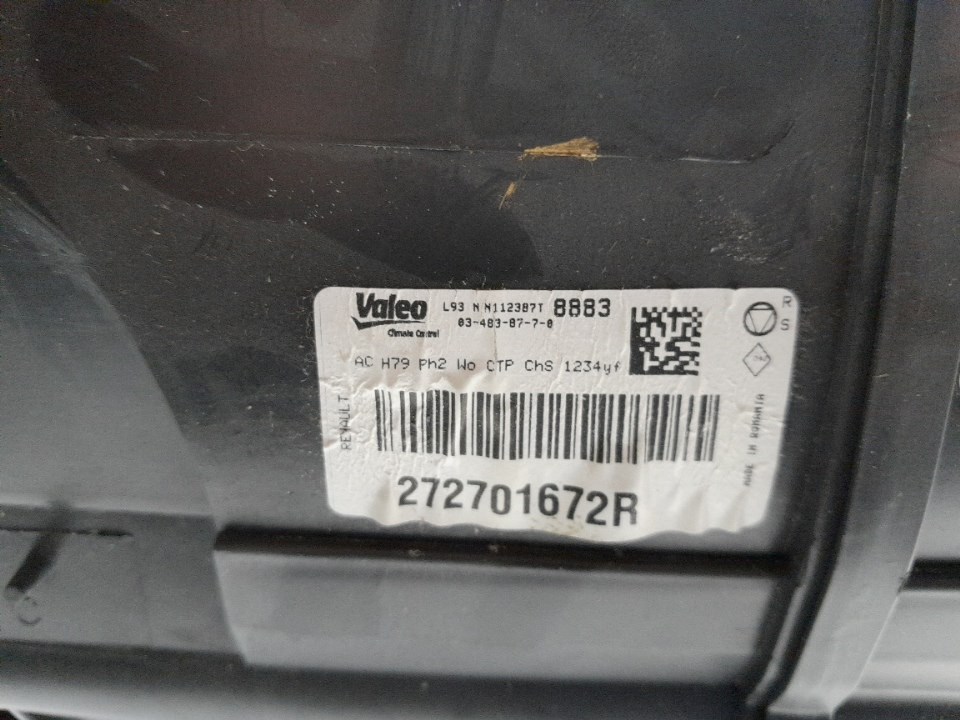 Valeo
Climate Control
L93 N N112387T 8883
03-483-07-7-0
R
S
AC H79 Ph2 Wo CTP ChS 1234yf
RENAULT
MADE IN ROMANIA
272701672R
C